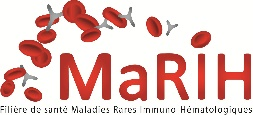 MaRIH
Filière de santé Maladies Rares Immuno-Hématologiques